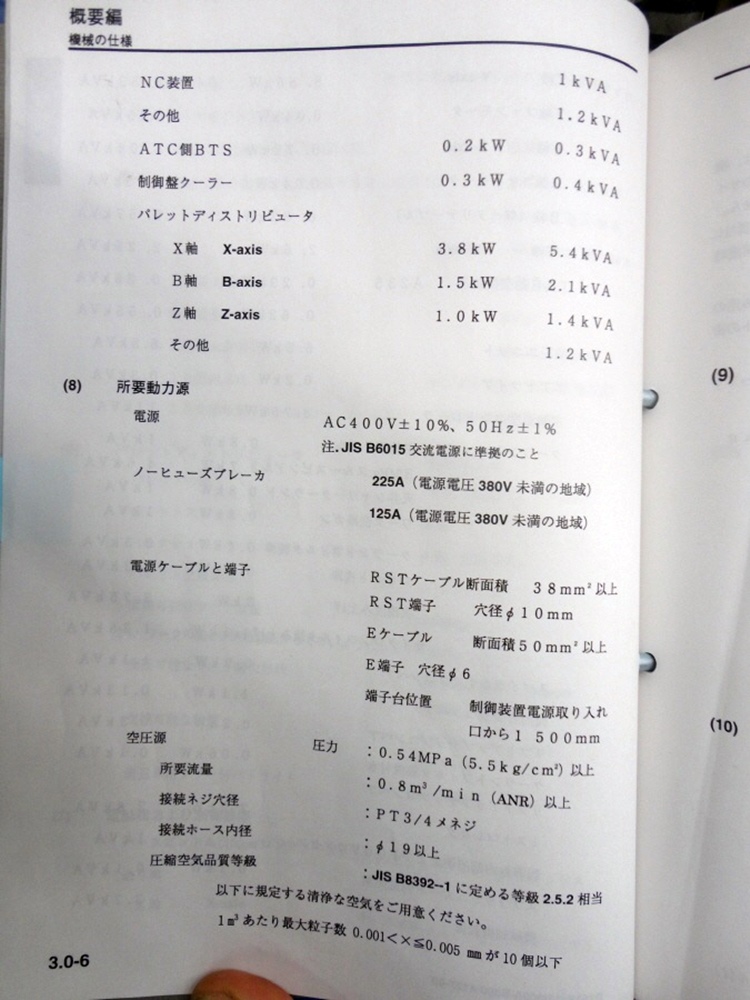 概要編
機械の仕様
NC装置 1kVA
その他 1.2kVA
ATC側BTS 0.2kW 0.3kVA
制御盤クーラー 0.3kW 0.4kVA
パレットディストリビュータ
X軸 X-axis 3.8kW 5.4kVA
B軸 B-axis 1.5kW 2.1kVA
Z軸 Z-axis 1.0kW 1.4kVA
その他 1.2kVA
(8) 所要動力源
電源 AC400V±10%、50Hz±1%
注.JIS B6015 交流電源に準拠のこと
ノーヒューズブレーカ 225A（電源電圧 380V 未満の地域）
125A（電源電圧 380V 未満の地域）
電源ケーブルと端子 RSTケーブル断面積 38mm²以上
RST端子 穴径φ10mm
Eケーブル 断面積50mm²以上
E端子 穴径φ6
端子台位置 制御装置電源取り入れ
口から1500mm
空圧源 圧力 :0.54MPa（5.5kg/cm²）以上
所要流量 :0.8m³/min（ANR）以上
接続ネジ穴径 :PT3/4メネジ
接続ホース内径 :φ19以上
圧縮空気品質等級 :JIS B8392--1 に定める等級 2.5.2 相当
以下に規定する清浄な空気をご用意ください。
1m³あたり最大粒子数 0.001<×≦0.005 mmが10個以下
3.0-6
(9)
(10)